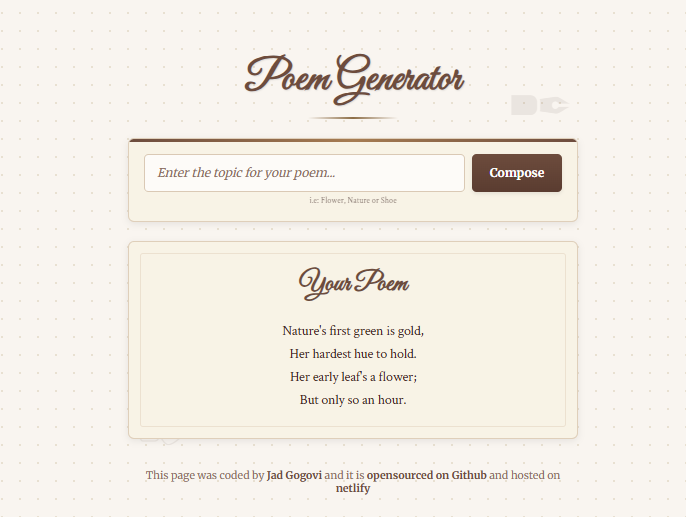 Poem Generator
Enter the topic for your poem...
Compose
i.e: Flower, Nature or Shoe
Your Poem
Nature's first green is gold,
Her hardest hue to hold.
Her early leaf's a flower;
But only so an hour.
This page was coded by Jad Gogovi and it is opensourced on Github and hosted on
netlify